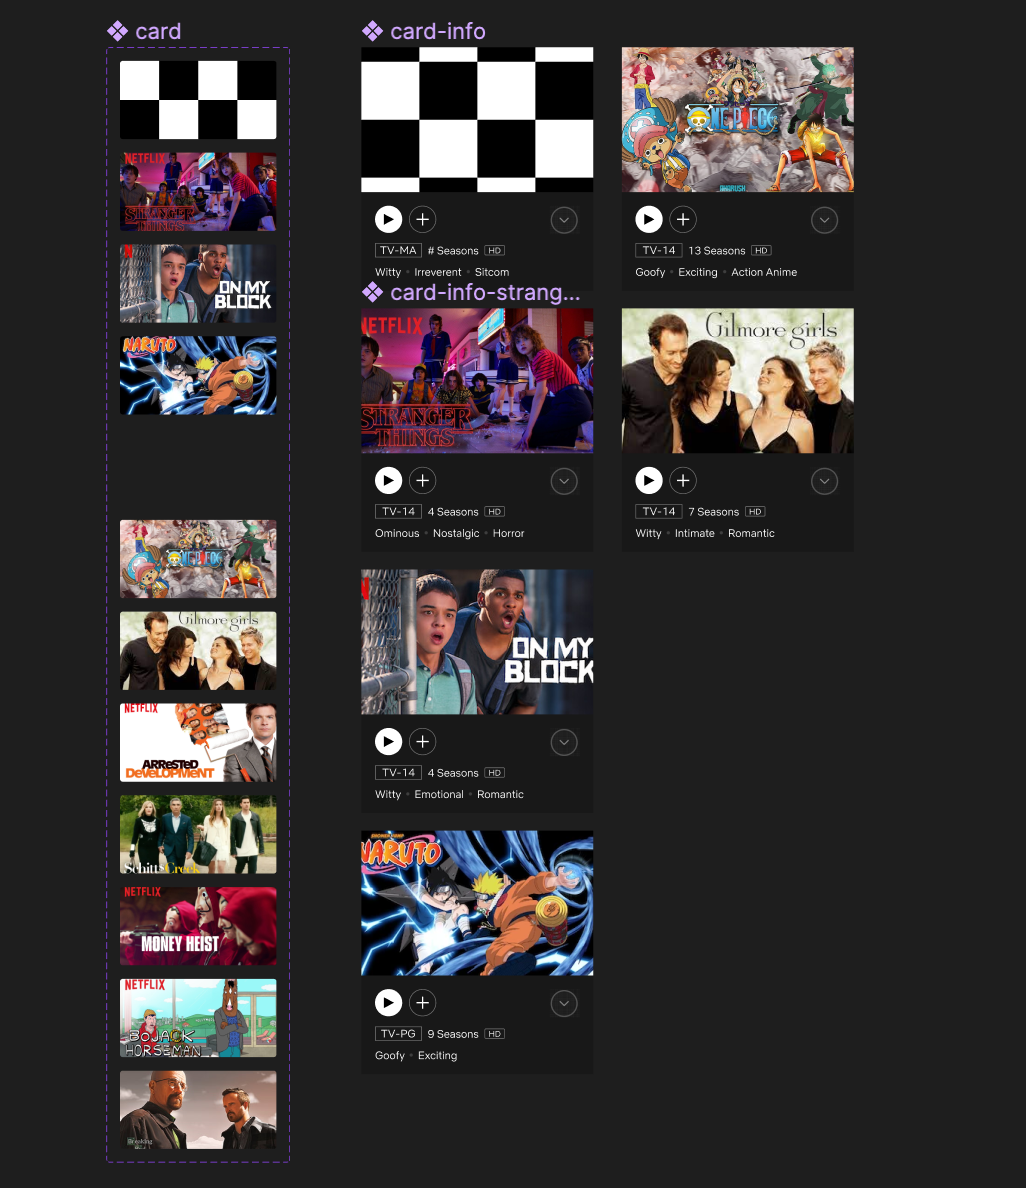 card
NETFLIX
STRANGER
THINGS
ON MY
BLOCK
NARUTO
ONE PIECE
Gilmore girls
NETFLIX
ARRESTED
DEVELOPMENT
Schitt's Creek
NETFLIX
MONEY HEIST
NETFLIX
BOJACK
HORSEMAN
Breaking
card-info
TV-MA # Seasons HD
Witty • Irreverent • Sitcom
ONE PIECE
TV-14 13 Seasons HD
Goofy • Exciting • Action Anime
card-info-strang...
NETFLIX
STRANGER
THINGS
TV-14 4 Seasons HD
Ominous • Nostalgic • Horror
Gilmore girls
TV-14 7 Seasons HD
Witty • Intimate • Romantic
ON MY
BLOCK
TV-14 4 Seasons HD
Witty • Emotional • Romantic
NARUTO
TV-PG 9 Seasons HD
Goofy • Exciting